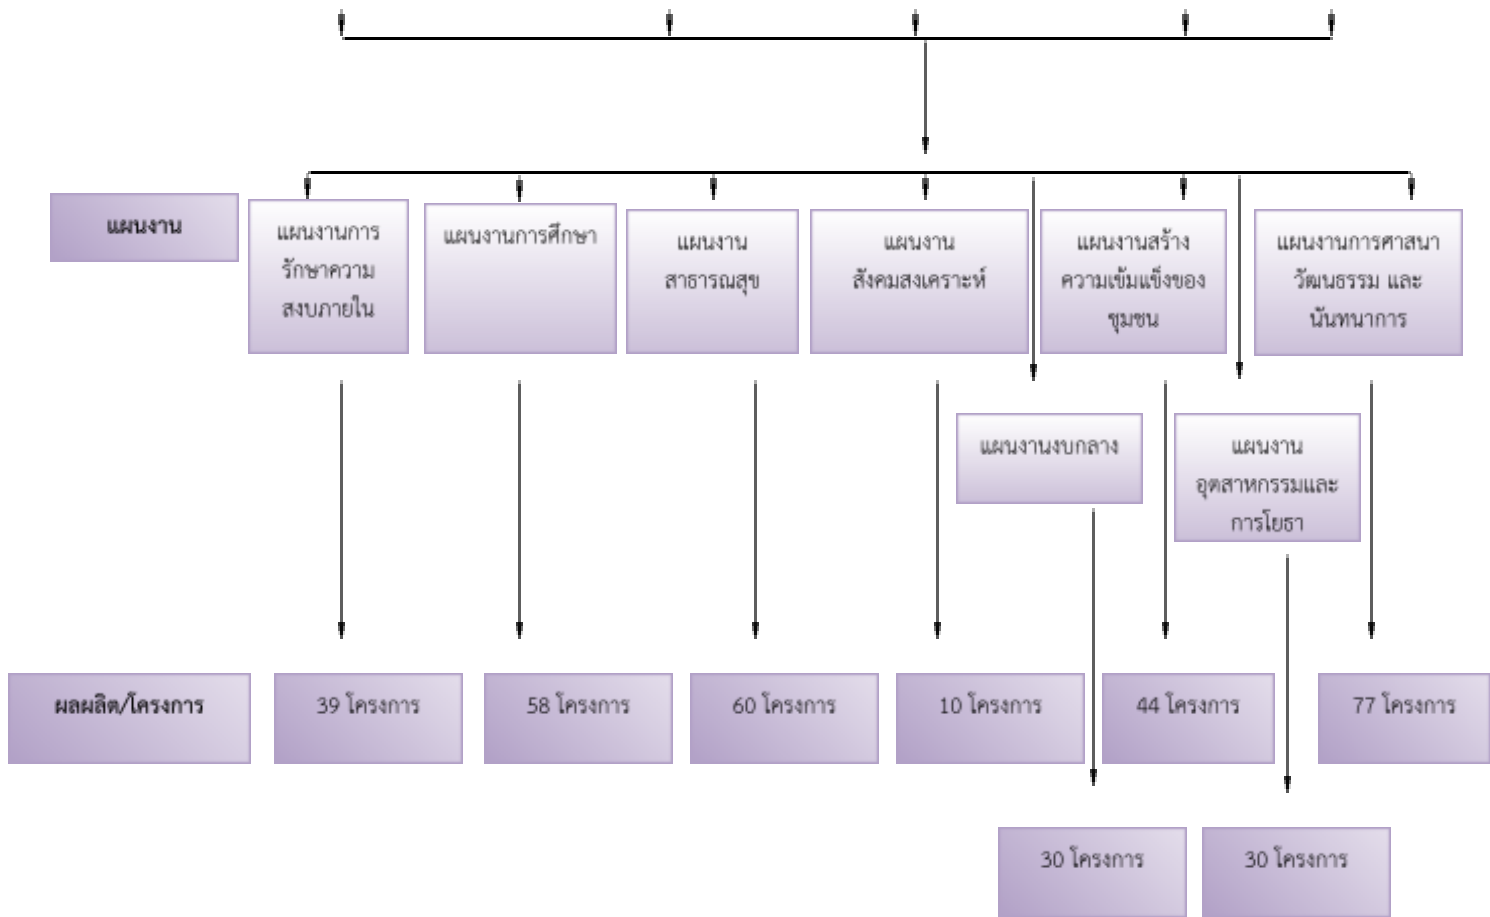 แผนงาน
แผนงานการ
รักษาความ
สงบภายใน
แผนงานการศึกษา
แผนงาน
สาธารณสุข
แผนงาน
สังคมสงเคราะห์
แผนงานสร้าง
ความเข้มแข็งของ
ชุมชน
แผนงานการศาสนา
วัฒนธรรม และ
นันทนาการ
แผนงานงบกลาง
แผนงาน
อุตสาหกรรมและ
การโยธา
ผลผลิต/โครงการ
39 โครงการ
58 โครงการ
60 โครงการ
10 โครงการ
44 โครงการ
77 โครงการ
30 โครงการ
30 โครงการ